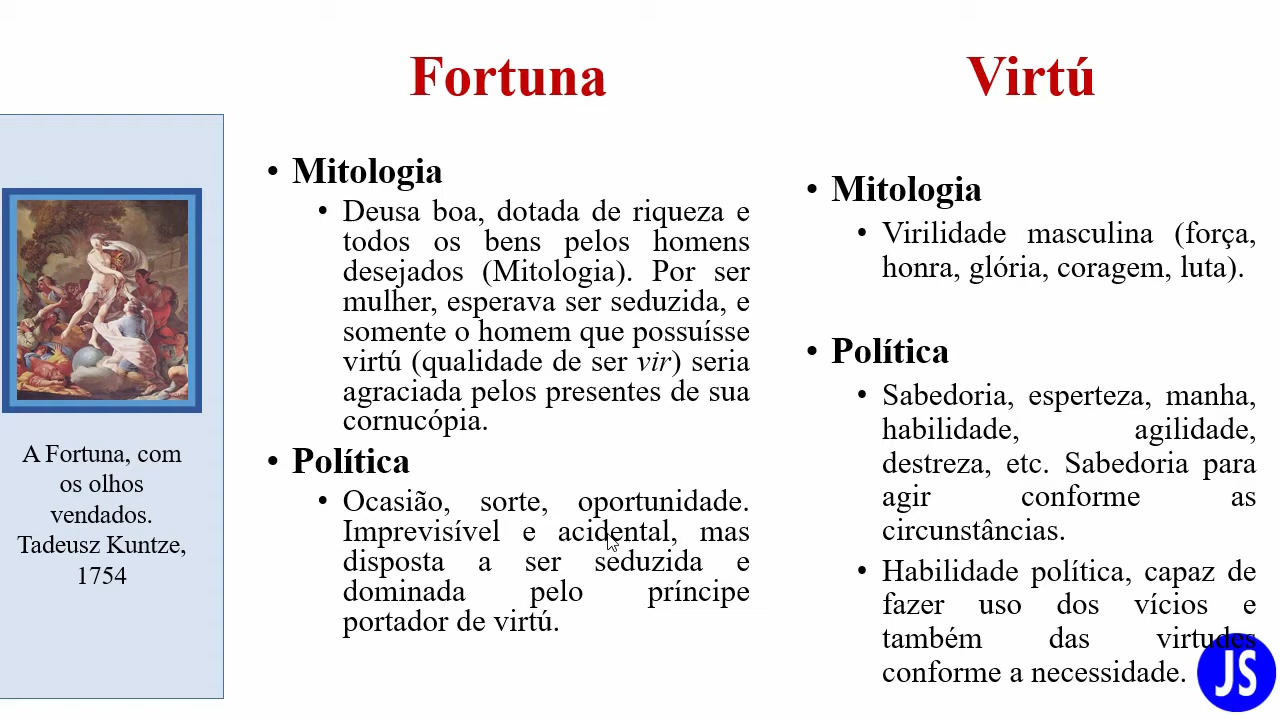 Fortuna
• Mitologia
• Deusa boa, dotada de riqueza e
todos os bens pelos homens
desejados (Mitologia). Por ser
mulher, esperava ser seduzida, e
somente o homem que possuísse
virtú (qualidade de ser vir) seria
agraciada pelos presentes de sua
cornucópia.
• Política
• Ocasião, sorte, oportunidade.
Imprevisível e acidental, mas
disposta a ser seduzida e
dominada pelo príncipe
portador de virtú.
Virtú
• Mitologia
• Virilidade masculina (força,
honra, glória, coragem, luta).
• Política
• Sabedoria, esperteza, manha,
habilidade, agilidade,
destreza, etc. Sabedoria para
agir conforme as
circunstâncias.
• Habilidade política, capaz de
fazer uso dos vícios e
também das virtudes
conforme a necessidade.
A Fortuna, com
os olhos
vendados.
Tadeusz Kuntze,
1754
JS